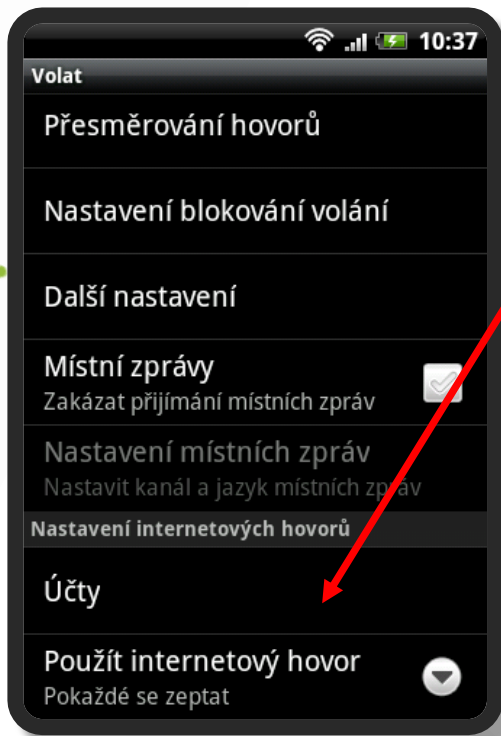 10:37
Volat
Přesměrování hovorů
Nastavení blokování volání
Další nastavení
Místní zprávy
Zakázat přijímání místních zpráv
Nastavení místních zpráv
Nastavit kanál a jazyk místních zpráv
Nastavení internetových hovorů
Účty
Použít internetový hovor
Pokaždé se zeptat